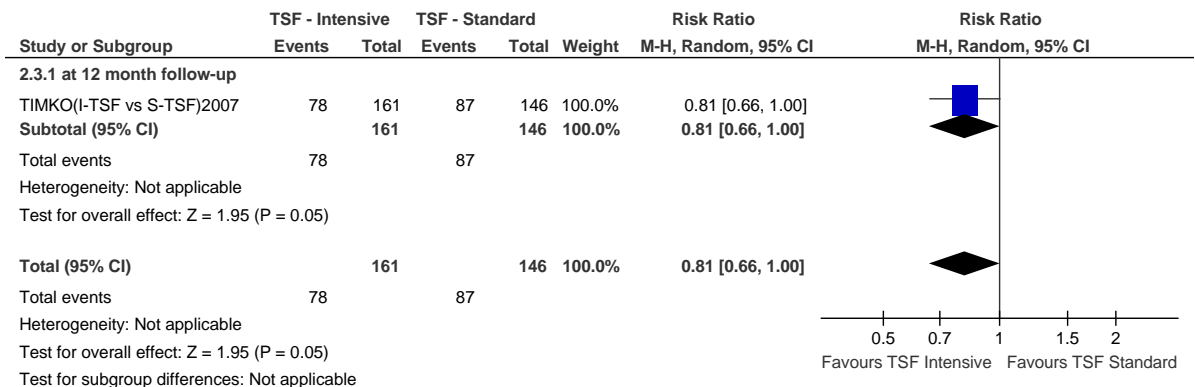 TSF - Intensive TSF - Standard Risk Ratio Risk Ratio
Study or Subgroup Events Total Events Total Weight M-H, Random, 95% CI M-H, Random, 95% CI
2.3.1 at 12 month follow-up
TIMKO(I-TSF vs S-TSF)2007 78 161 87 146 100.0% 0.81 [0.66, 1.00]
Subtotal (95% CI) 161 146 100.0% 0.81 [0.66, 1.00]
Total events 78 87
Heterogeneity: Not applicable
Test for overall effect: Z = 1.95 (P = 0.05)
Total (95% CI) 161 146 100.0% 0.81 [0.66, 1.00]
Total events 78 87
Heterogeneity: Not applicable
Test for overall effect: Z = 1.95 (P = 0.05)
Test for subgroup differences: Not applicable
0.5 0.7 1 1.5 2
Favours TSF Intensive Favours TSF Standard